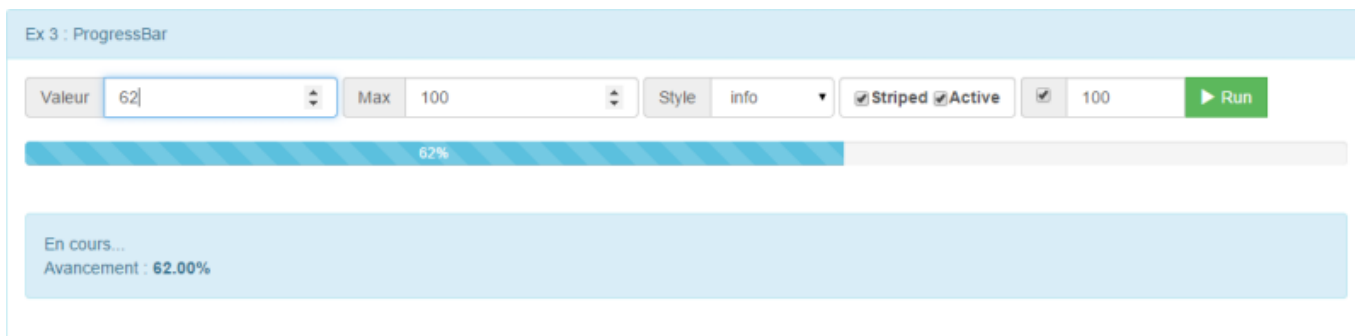 Ex 3 : ProgressBar
Valeur 62 Max 100 Style info Striped Active 100 Run
62%
En cours...
Avancement : 62.00%